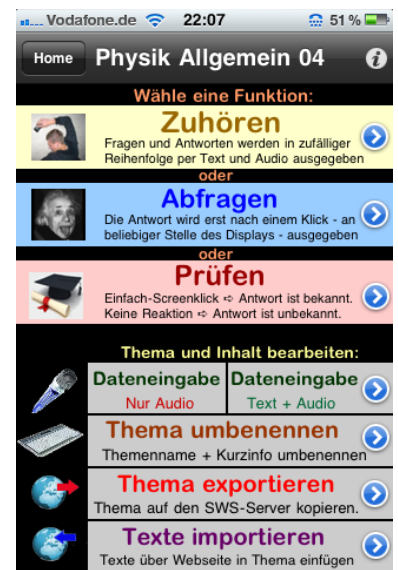 Vodafone.de 22:07 51 %
Home Physik Allgemein 04 i
Wähle eine Funktion:
Zuhören
Fragen und Antworten werden in zufälliger
Reihenfolge per Text und Audio ausgegeben
oder
Abfragen
Die Antwort wird erst nach einem Klick - an
beliebiger Stelle des Displays - ausgegeben
oder
Prüfen
Einfach-Screenklick ⇨ Antwort ist bekannt.
Keine Reaktion ⇨ Antwort ist unbekannt.
Thema und Inhalt bearbeiten:
Dateneingabe Dateneingabe
Nur Audio Text + Audio
Thema umbenennen
Themenname + Kurzinfo umbenennen
Thema exportieren
Thema auf den SWS-Server kopieren.
Texte importieren
Texte über Webseite in Thema einfügen